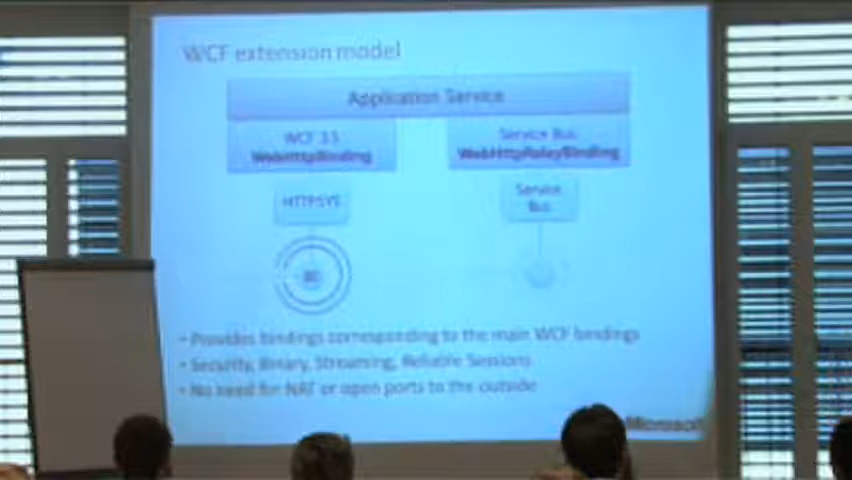 WCF extension model
Application Service
WCF 3.5
WebHttpBinding
Service Bus
WebHttpRelayBinding
HTTP.SYS
Service
Bus
• Provides bindings corresponding to the main WCF bindings
• Security, Binary, Streaming, Reliable Sessions
• No need for NAT or open ports to the outside
Microsoft